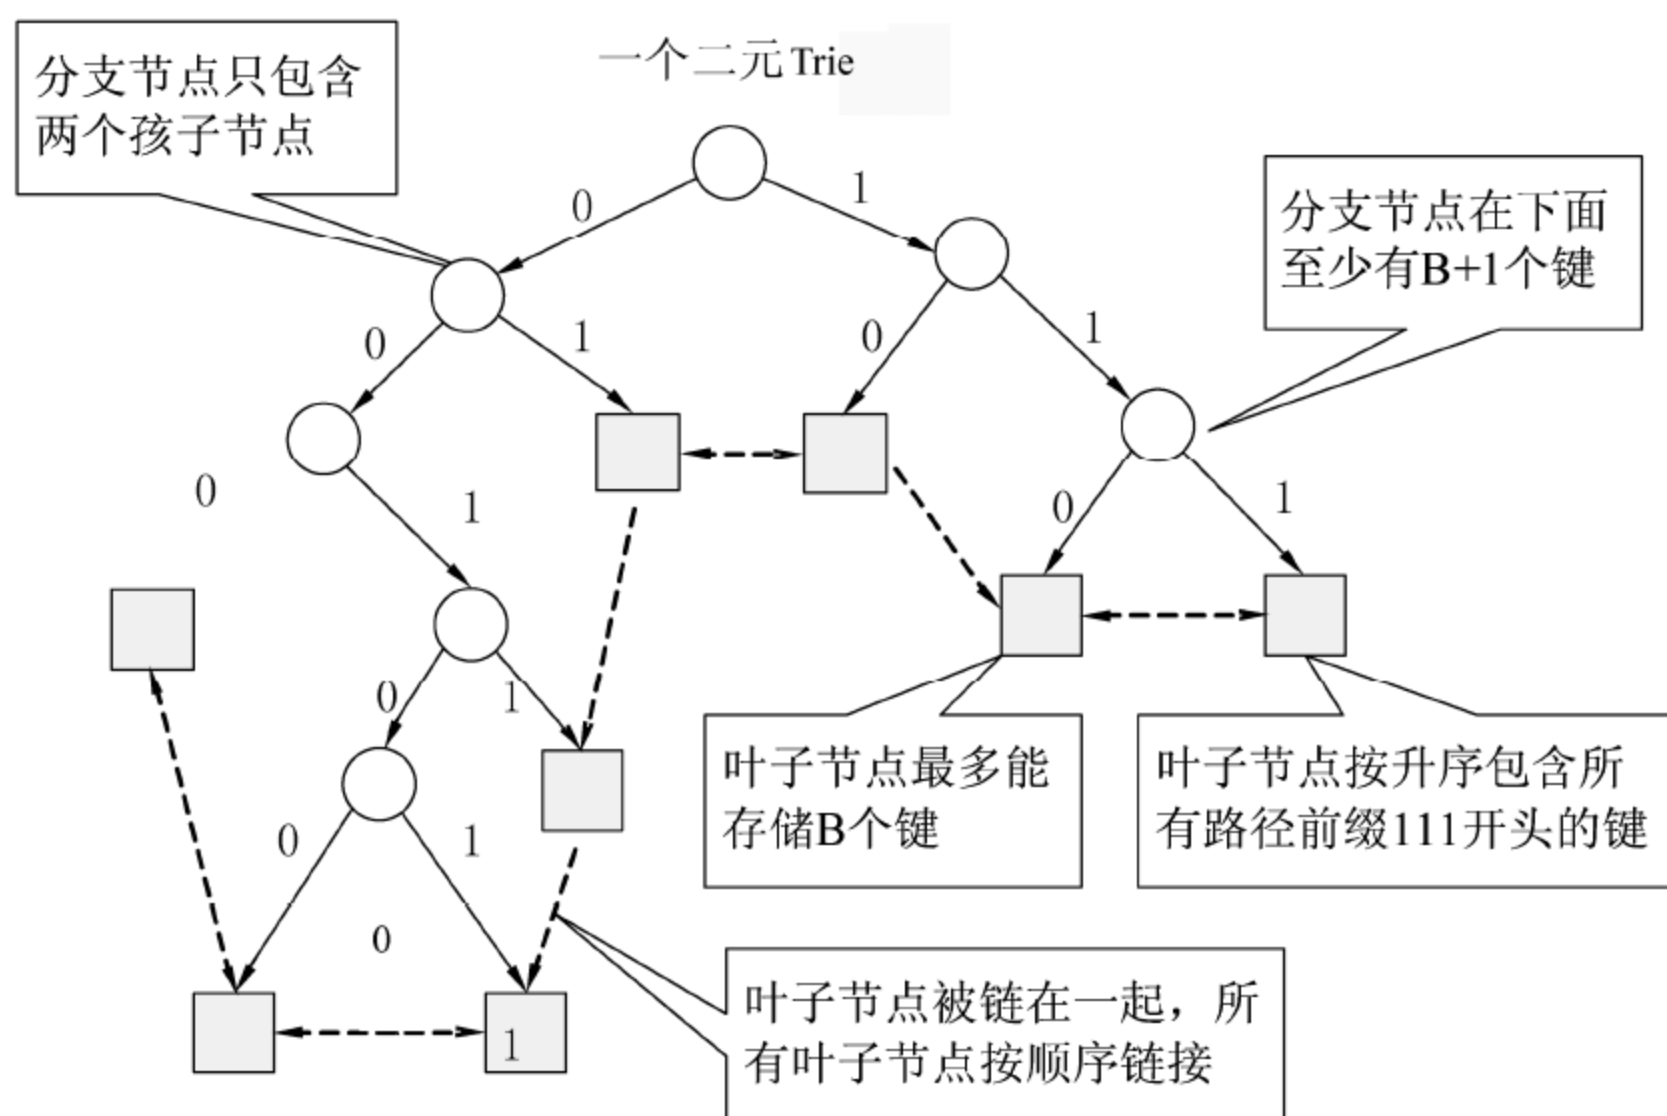 一个二元Trie
分支节点只包含
两个孩子节点
分支节点在下面
至少有B+1个键
0
1
0
1
0
1
0
1
0
1
0
1
0
1
叶子节点最多能
存储B个键
叶子节点按升序包含所
有路径前缀111开头的键
0
1
0
叶子节点被链在一起，所
有叶子节点按顺序链接
1